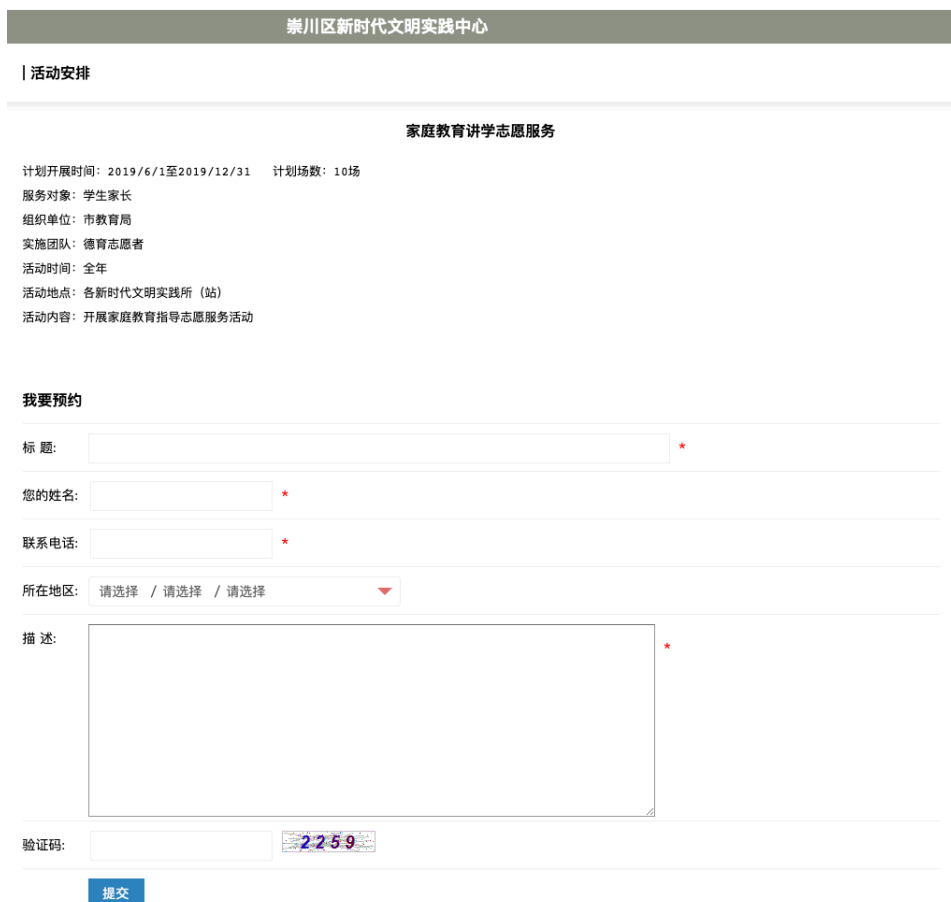 崇川区新时代文明实践中心
| 活动安排
家庭教育讲学志愿服务
计划开展时间：2019/6/1至2019/12/31 计划场数：10场
服务对象：学生家长
组织单位：市教育局
实施团队：德育志愿者
活动时间：全年
活动地点：各新时代文明实践所（站）
活动内容：开展家庭教育指导志愿服务活动
我要预约
标 题: *
您的姓名: *
联系电话: *
所在地区: 请选择 / 请选择 / 请选择
描 述: *
验证码: 2259
提交